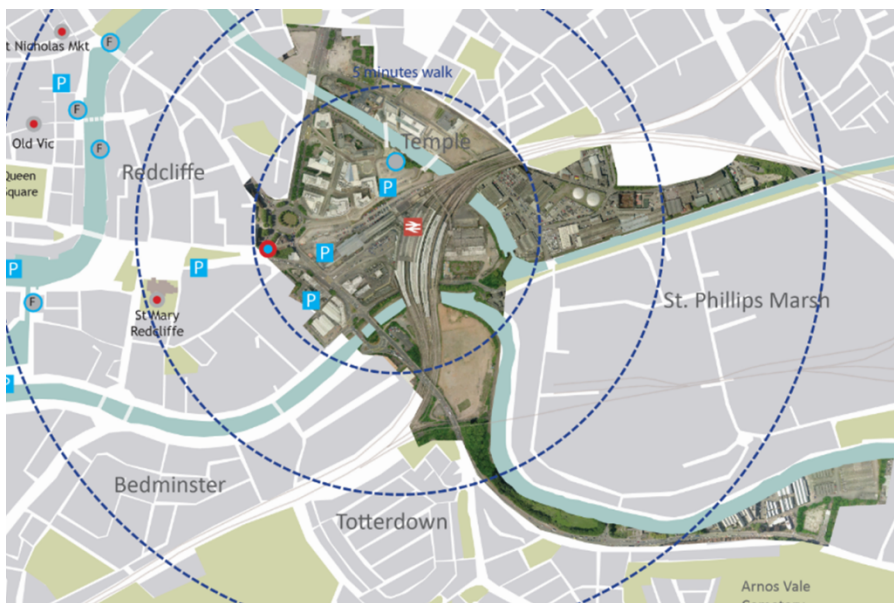 t Nicholas Mkt
F
5 minutes walk
P
F
Temple
Old Vic
F
Redcliffe
Queen
Square
P
P
P
P
F
P
St Mary
Redcliffe
St. Phillips Marsh
P
Bedminster
Totterdown
Arnos Vale